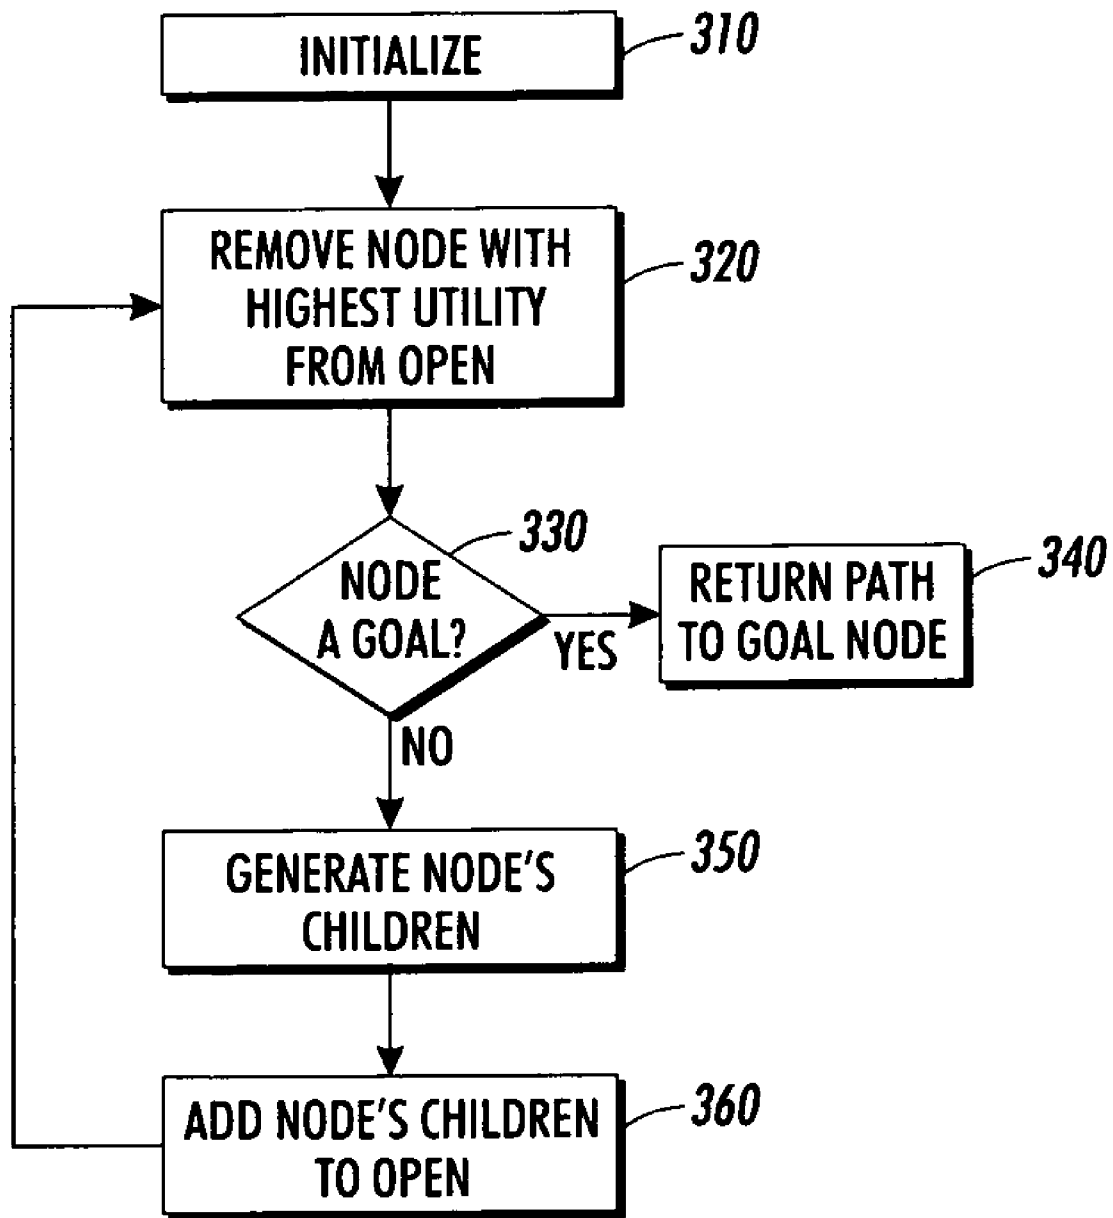 INITIALIZE
310
REMOVE NODE WITH
HIGHEST UTILITY
FROM OPEN
320
NODE
A GOAL?
330
YES
RETURN PATH
TO GOAL NODE
340
NO
GENERATE NODE'S
CHILDREN
350
ADD NODE'S CHILDREN
TO OPEN
360